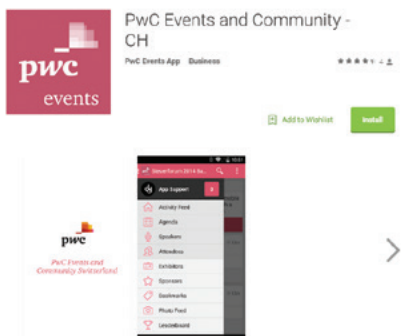 PwC Events and Community -
CH
PwC Events App Business
pwc
events
Add to Wishlist
Install
App Support
Activity Feed
Agenda
Speakers
Attendees
Exhibitors
Sponsors
Bookmarks
Photo Feed
Leaderboard
pwc
PwC Events and
Community Switzerland